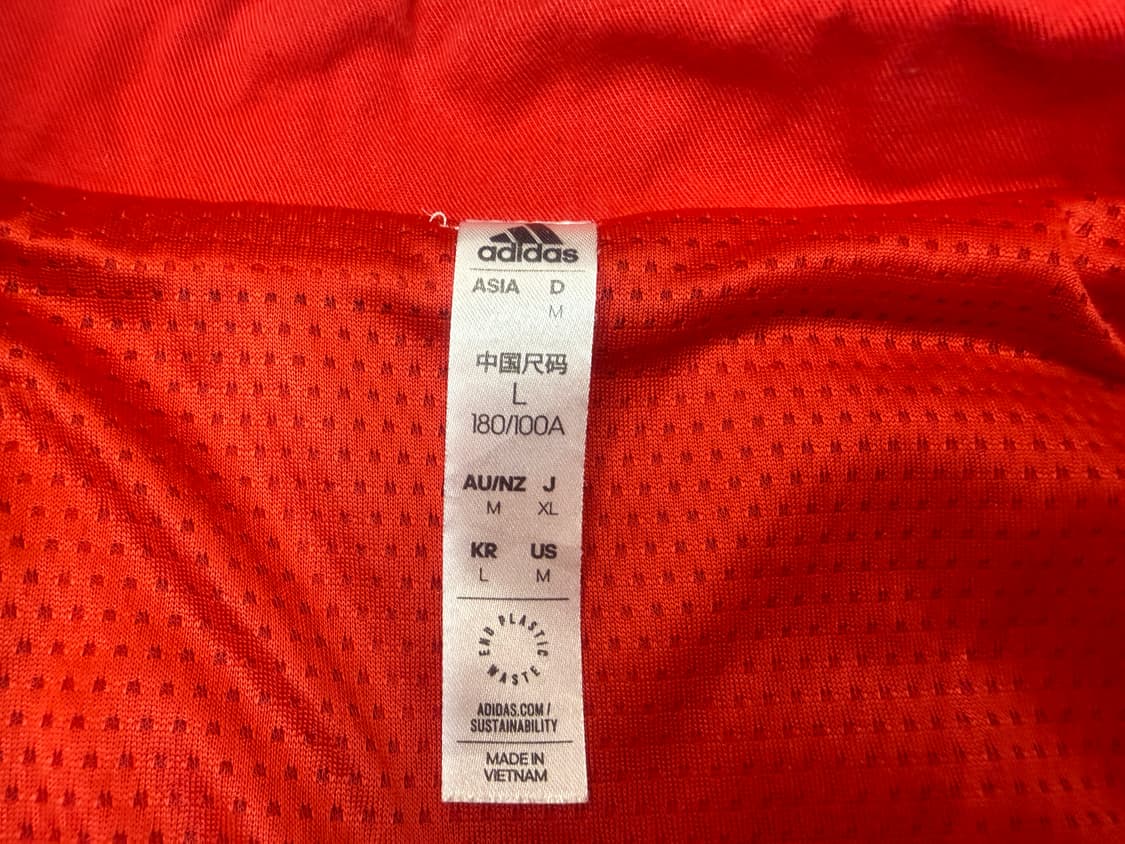 adidas
ASIA D
M
中国尺码
L
180/100A
AU/NZ J
M XL
KR US
L M
END PLASTIC WASTE
ADIDAS.COM /
SUSTAINABILITY
MADE IN
VIETNAM